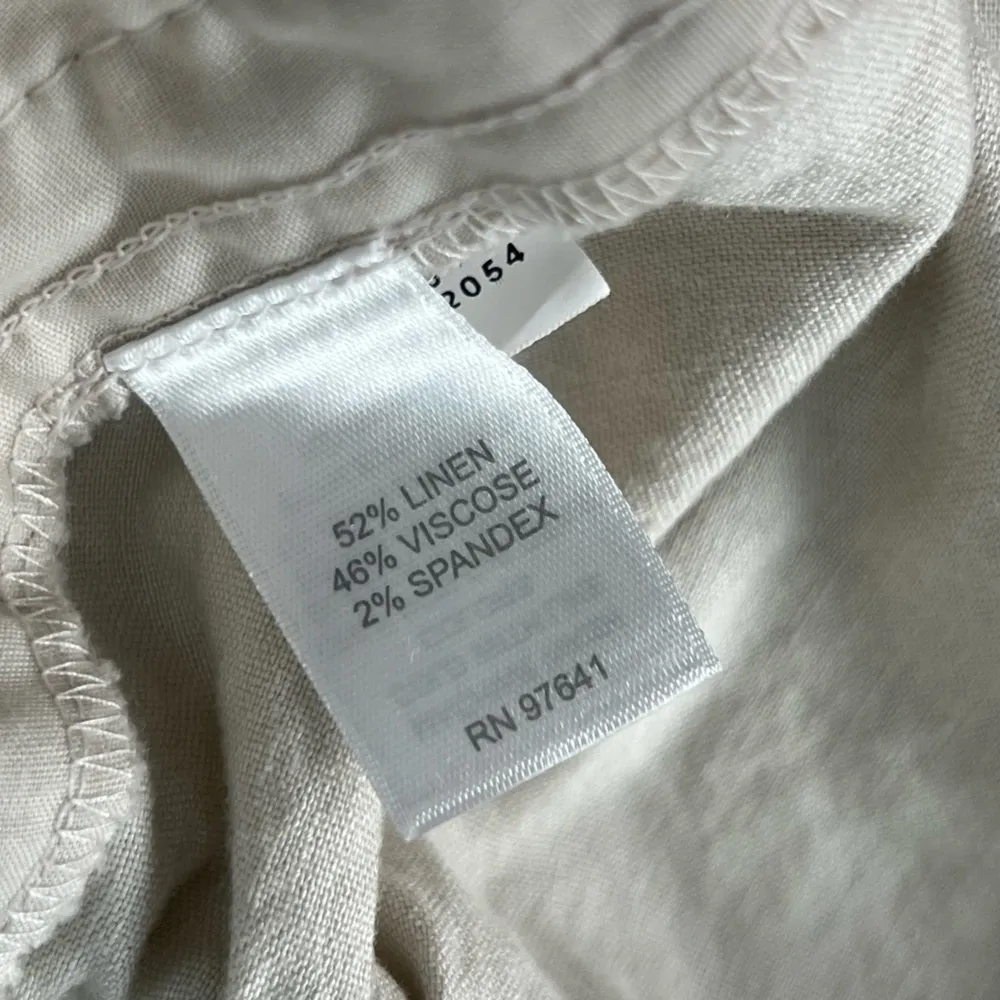 2054
52% LINEN
46% VISCOSE
2% SPANDEX
RN 97641